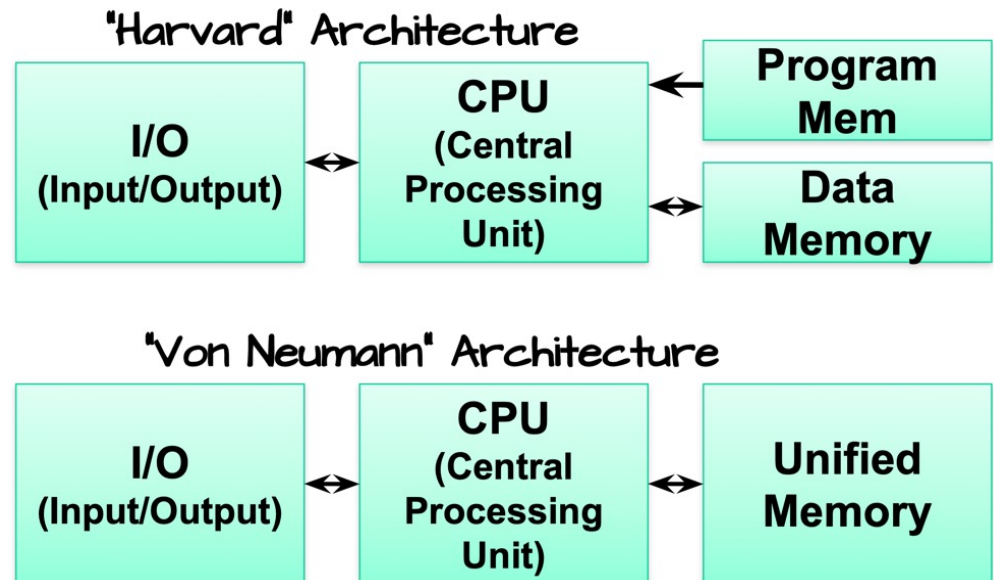 "Harvard" Architecture
I/O
(Input/Output)
CPU
(Central
Processing
Unit)
Program
Mem
Data
Memory
"Von Neumann" Architecture
I/O
(Input/Output)
CPU
(Central
Processing
Unit)
Unified
Memory